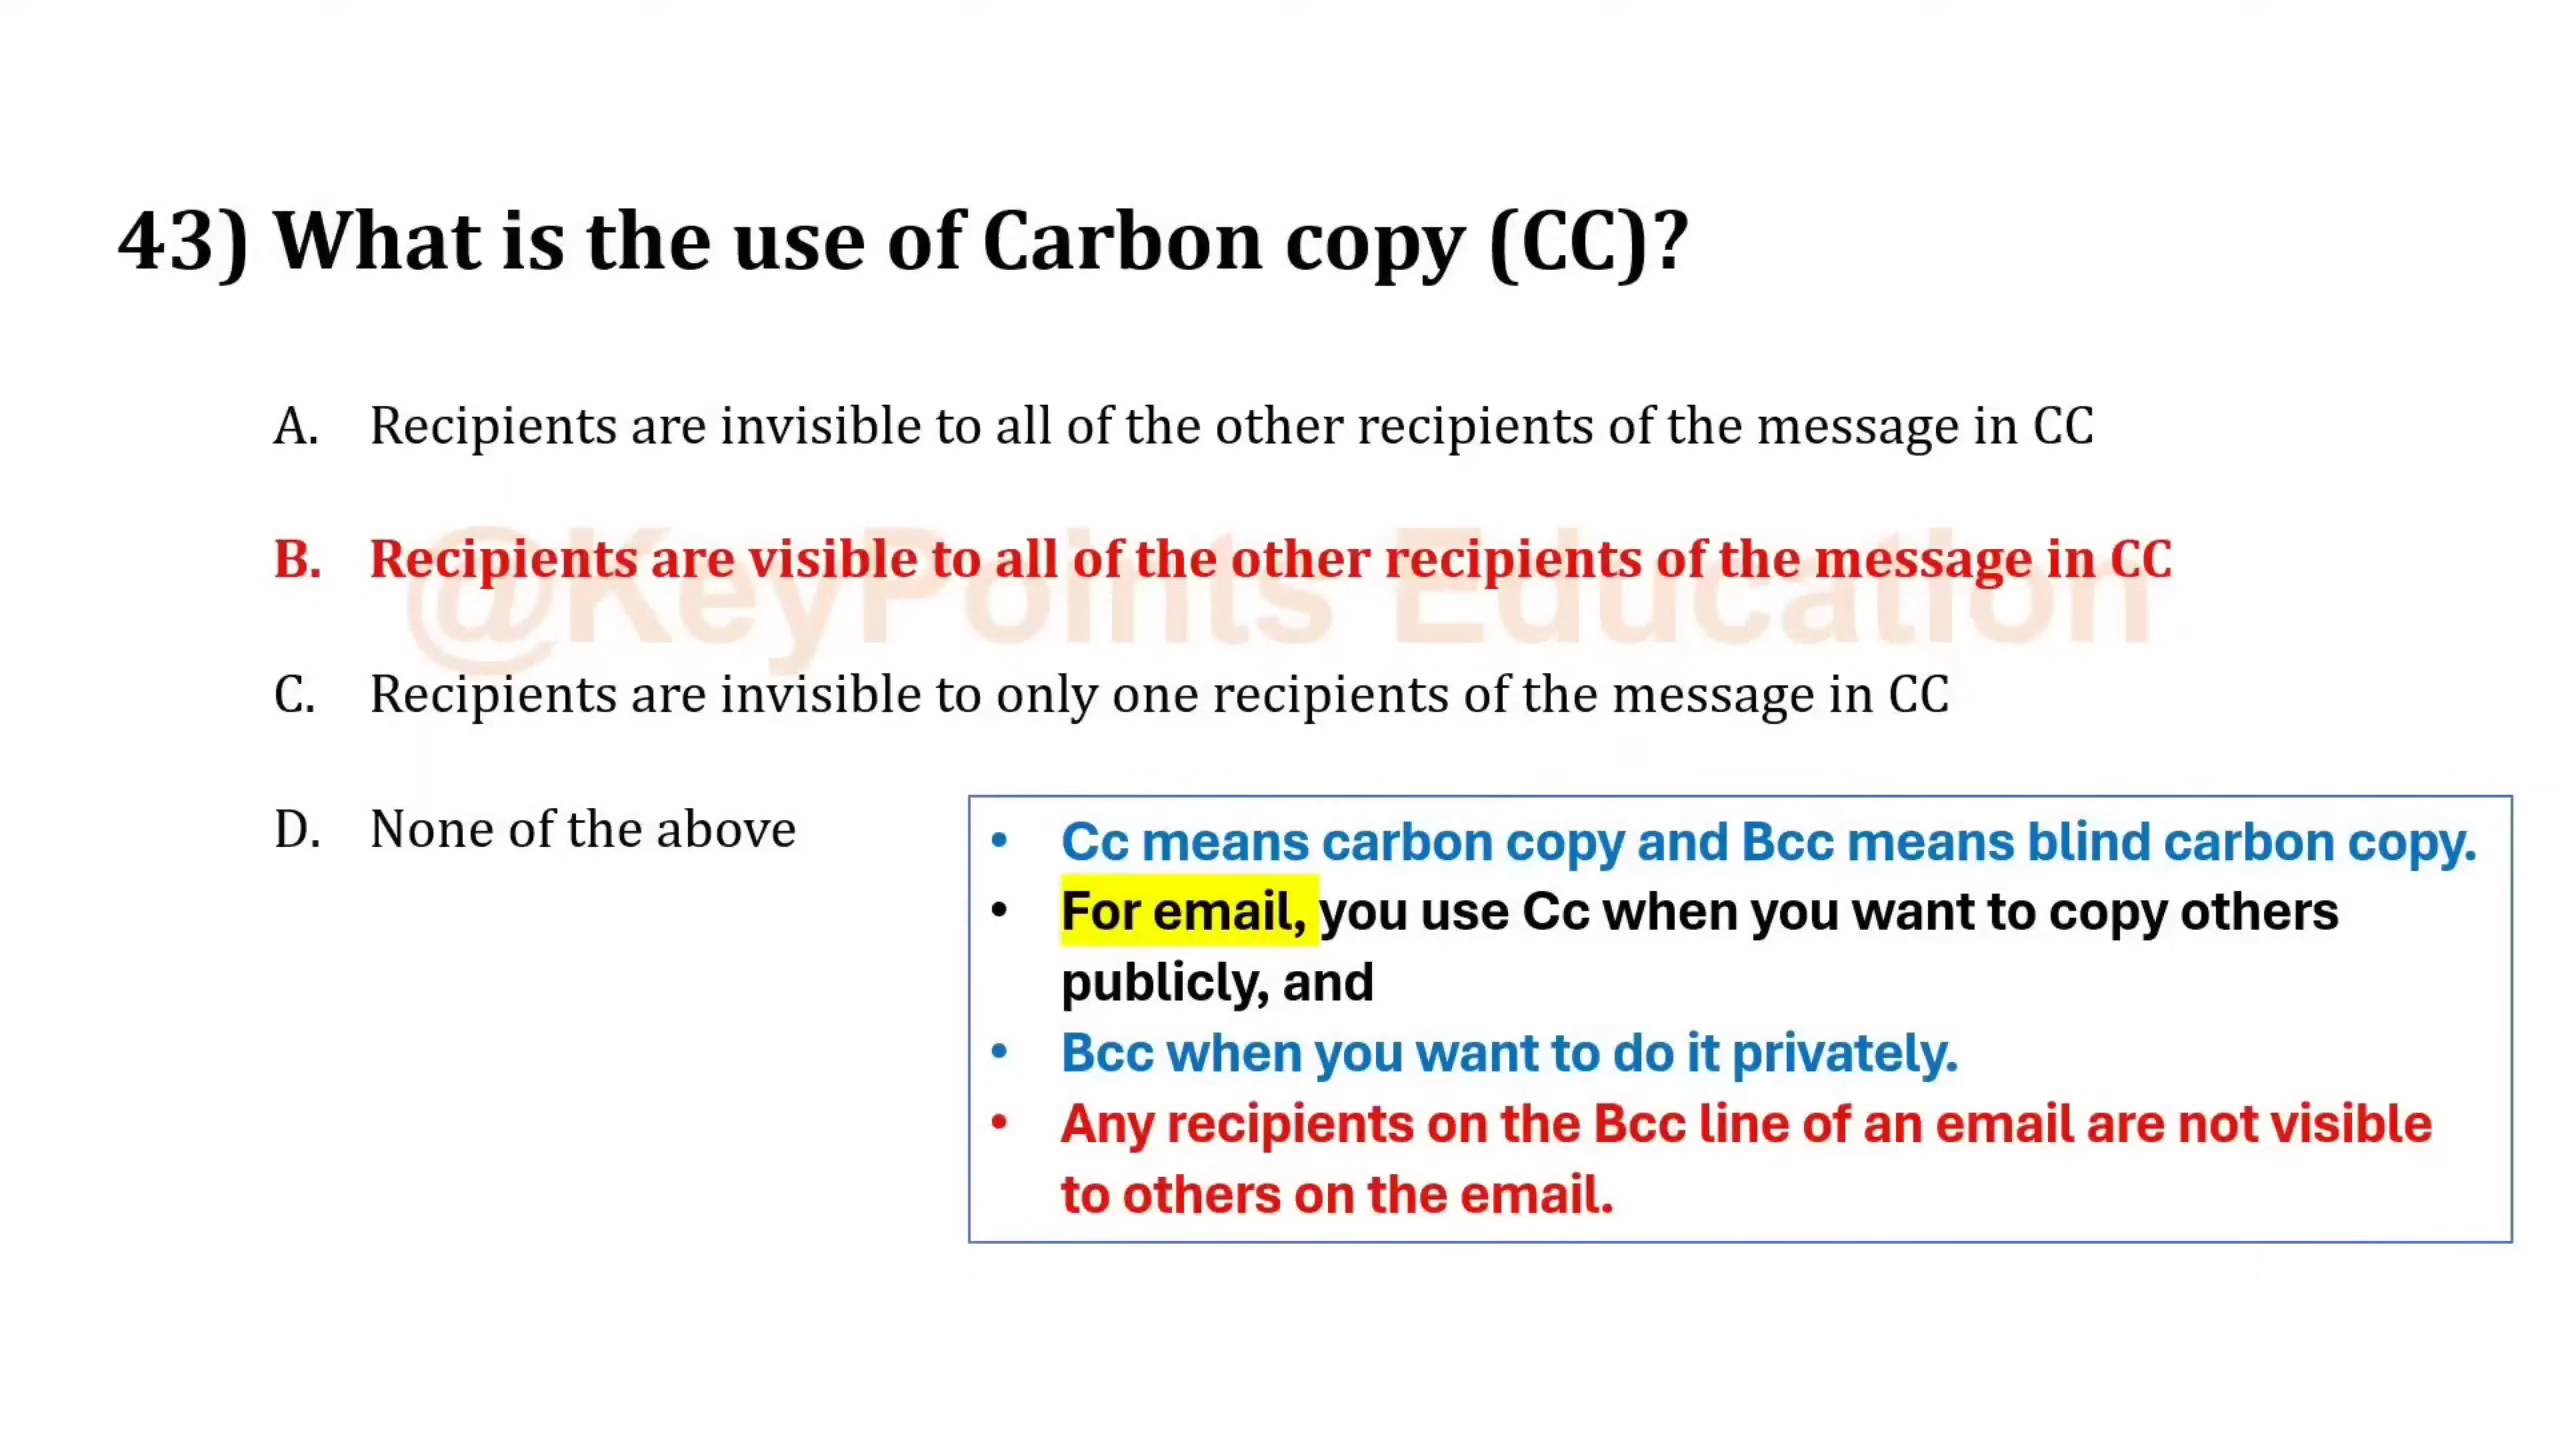 43) What is the use of Carbon copy (CC)?
A. Recipients are invisible to all of the other recipients of the message in CC
B. Recipients are visible to all of the other recipients of the message in CC
@KeyPoints Education
C. Recipients are invisible to only one recipients of the message in CC
D. None of the above
• Cc means carbon copy and Bcc means blind carbon copy.
• For email, you use Cc when you want to copy others
publicly, and
• Bcc when you want to do it privately.
• Any recipients on the Bcc line of an email are not visible
to others on the email.